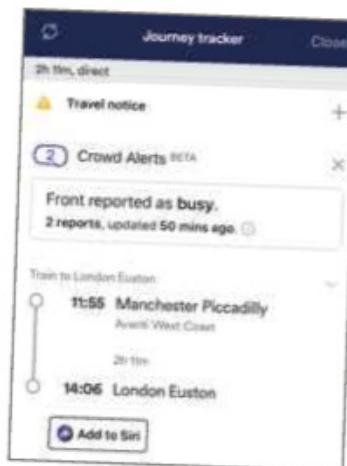 Journey tracker Close
2h 11m, direct
Travel notice
2 Crowd Alerts BETA
Front reported as busy.
2 reports, updated 50 mins ago.
Train to London Euston
11:55 Manchester Piccadilly
Avanti West Coast
2h 11m
14:06 London Euston
Add to Siri